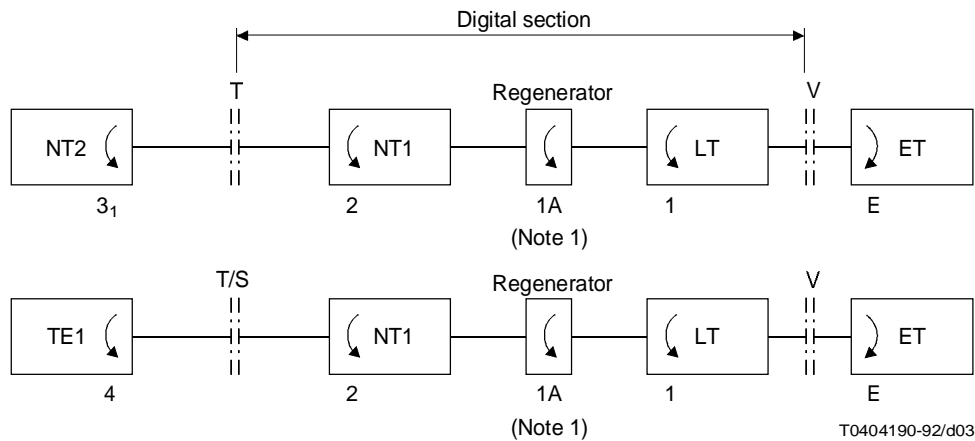 Digital section
T V
Regenerator
NT2 NT1 LT ET
3₁ 2 1A 1 E
(Note 1)
T/S Regenerator V
TE1 NT1 LT ET
4 2 1A 1 E
(Note 1)
T0404190-92/d03